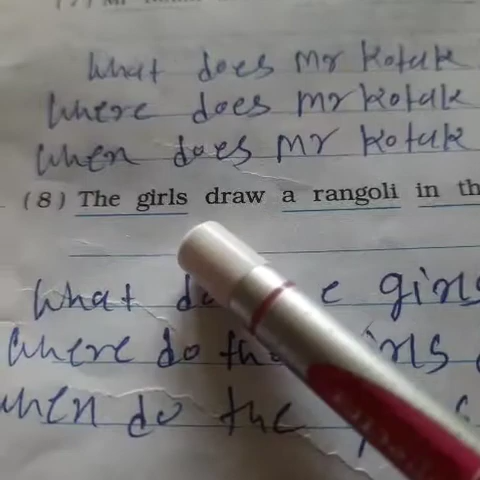 What does Mr Kotak
Where does Mr Kotak
When does Mr Kotak
(8) The girls draw a rangoli in
What girls
Where do
When do the